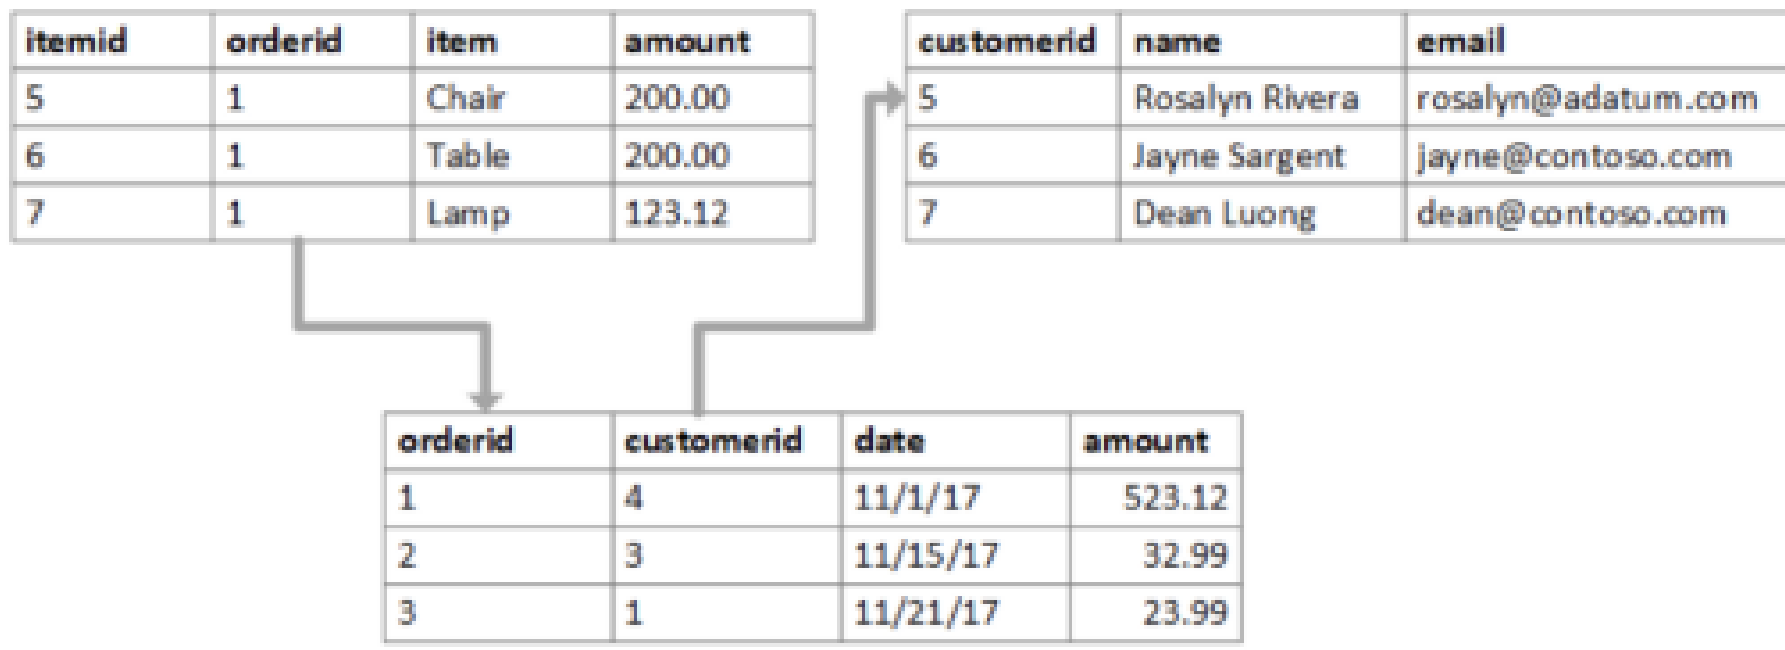 itemid orderid item amount
5 1 Chair 200.00
6 1 Table 200.00
7 1 Lamp 123.12
customerid name email
5 Rosalyn Rivera rosalyn@adatum.com
6 Jayne Sargent jayne@contoso.com
7 Dean Luong dean@contoso.com
orderid customerid date amount
1 4 11/1/17 523.12
2 3 11/15/17 32.99
3 1 11/21/17 23.99